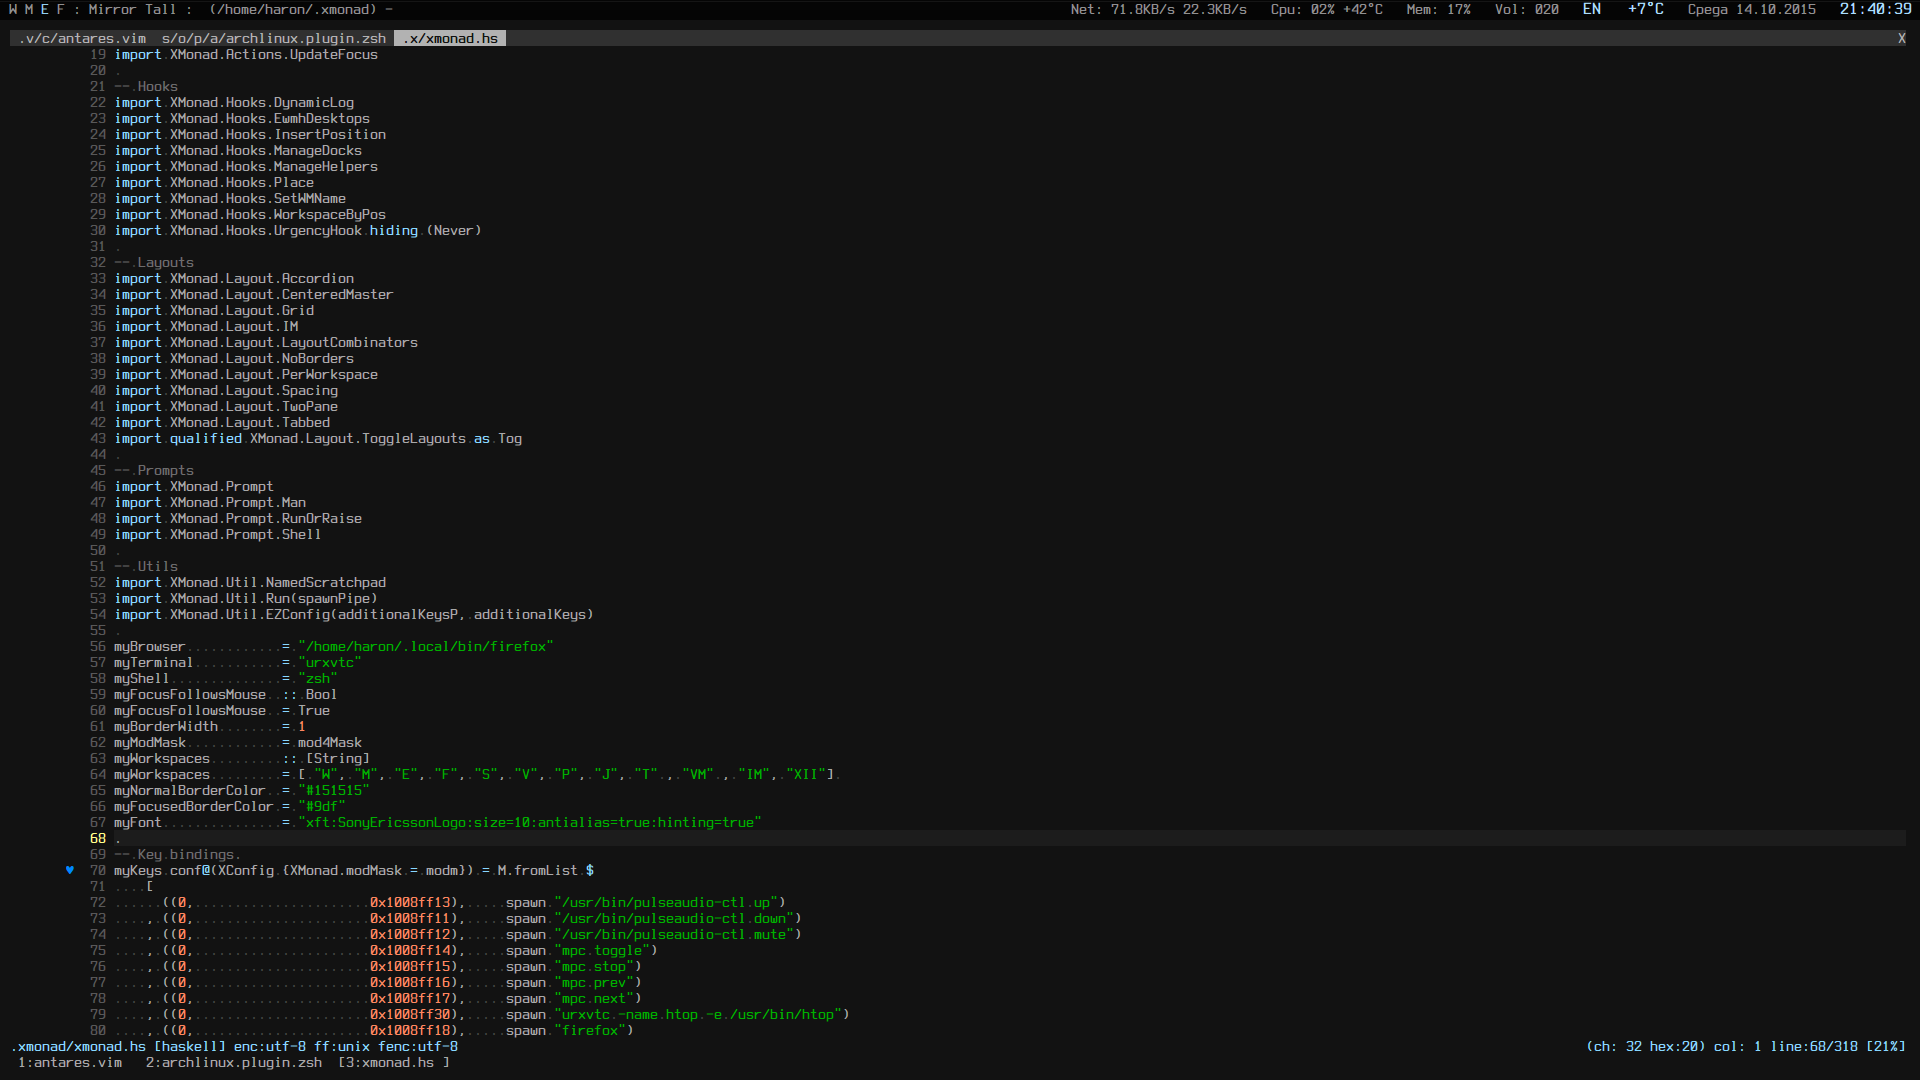 W M E F : Mirror Tall :  (/home/haron/.xmonad) -    Net: 71.8KB/s 22.3KB/s   Cpu: 02% +42°C   Mem: 17%   Vol: 020   EN   +7°C   Среда 14.10.2015   21:40:39
.v/c/antares.vim  s/o/p/a/archlinux.plugin.zsh  .x/xmonad.hs    X
19 import XMonad.Actions.UpdateFocus
20 .
21 -- Hooks
22 import XMonad.Hooks.DynamicLog
23 import XMonad.Hooks.EwmhDesktops
24 import XMonad.Hooks.InsertPosition
25 import XMonad.Hooks.ManageDocks
26 import XMonad.Hooks.ManageHelpers
27 import XMonad.Hooks.Place
28 import XMonad.Hooks.SetWMName
29 import XMonad.Hooks.WorkspaceByPos
30 import XMonad.Hooks.UrgencyHook hiding (Never)
31 .
32 -- Layouts
33 import XMonad.Layout.Accordion
34 import XMonad.Layout.CenteredMaster
35 import XMonad.Layout.Grid
36 import XMonad.Layout.IM
37 import XMonad.Layout.LayoutCombinators
38 import XMonad.Layout.NoBorders
39 import XMonad.Layout.PerWorkspace
40 import XMonad.Layout.Spacing
41 import XMonad.Layout.TwoPane
42 import XMonad.Layout.Tabbed
43 import qualified XMonad.Layout.ToggleLayouts as Tog
44 .
45 -- Prompts
46 import XMonad.Prompt
47 import XMonad.Prompt.Man
48 import XMonad.Prompt.RunOrRaise
49 import XMonad.Prompt.Shell
50 .
51 -- Utils
52 import XMonad.Util.NamedScratchpad
53 import XMonad.Util.Run(spawnPipe)
54 import XMonad.Util.EZConfig(additionalKeysP, additionalKeys)
55 .
56 myBrowser            = "/home/haron/.local/bin/firefox"
57 myTerminal           = "urxvtc"
58 myShell              = "zsh"
59 myFocusFollowsMouse  :: Bool
60 myFocusFollowsMouse  = True
61 myBorderWidth        = 1
62 myModMask            = mod4Mask
63 myWorkspaces         :: [String]
64 myWorkspaces         = [ "W", "M", "E", "F", "S", "V", "P", "J", "T" , "VM" , "IM", "XII"]
65 myNormalBorderColor  = "#151515"
66 myFocusedBorderColor = "#9df"
67 myFont               = "xft:SonyEricssonLogo:size=10:antialias=true:hinting=true"
68 .
69 -- Key bindings.
♥ 70 myKeys conf@(XConfig {XMonad.modMask = modm}) = M.fromList $
71     [
72       ((0,                      0x1008ff13),     spawn "/usr/bin/pulseaudio-ctl up")
73     , ((0,                      0x1008ff11),     spawn "/usr/bin/pulseaudio-ctl down")
74     , ((0,                      0x1008ff12),     spawn "/usr/bin/pulseaudio-ctl mute")
75     , ((0,                      0x1008ff14),     spawn "mpc toggle")
76     , ((0,                      0x1008ff15),     spawn "mpc stop")
77     , ((0,                      0x1008ff16),     spawn "mpc prev")
78     , ((0,                      0x1008ff17),     spawn "mpc next")
79     , ((0,                      0x1008ff30),     spawn "urxvtc -name htop -e /usr/bin/htop")
80     , ((0,                      0x1008ff18),     spawn "firefox")
.xmonad/xmonad.hs [haskell] enc:utf-8 ff:unix fenc:utf-8    (ch: 32 hex:20) col: 1 line:68/318 [21%]
1:antares.vim   2:archlinux.plugin.zsh  [3:xmonad.hs ]